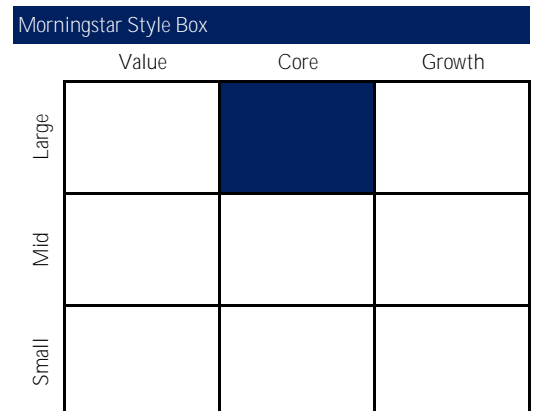 Morningstar Style Box
Value Core Growth
Large
Mid
Small